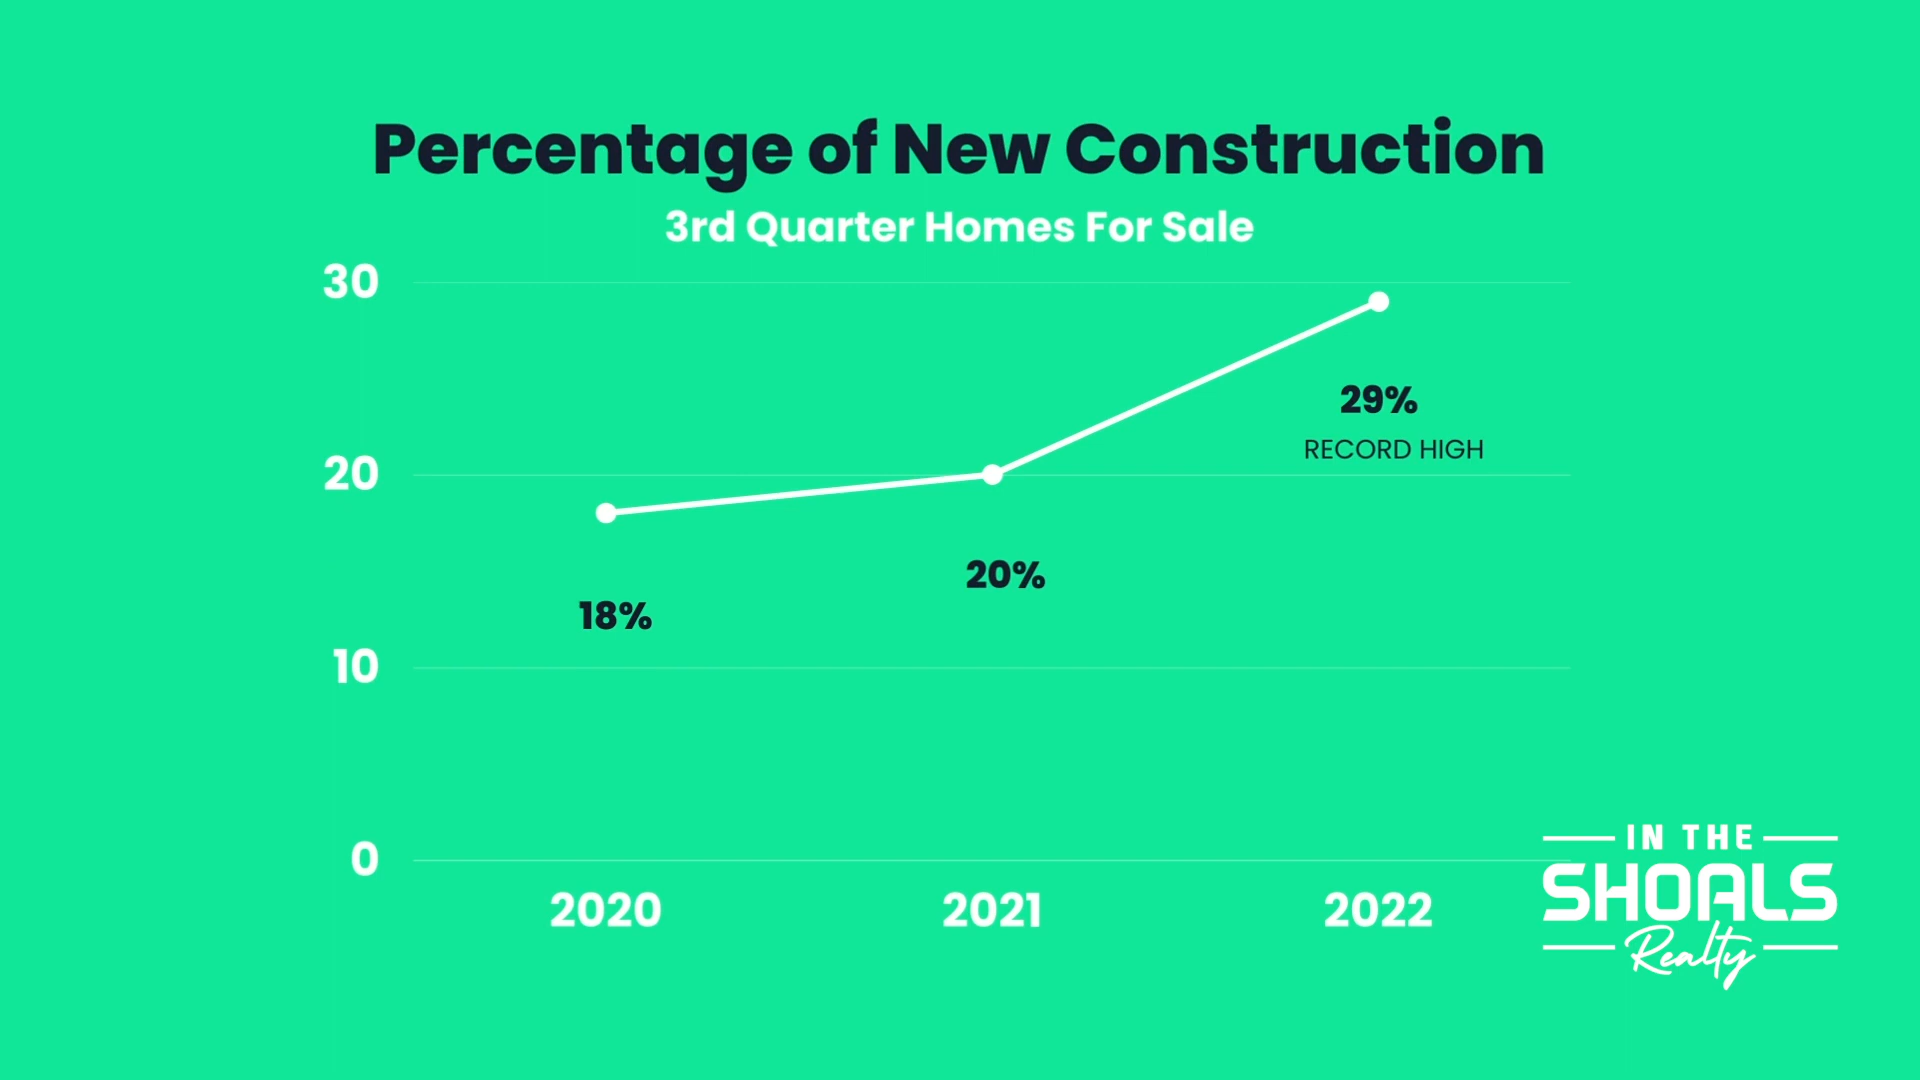 Percentage of New Construction
3rd Quarter Homes For Sale
30
20
10
0
18%
20%
29%
RECORD HIGH
2020
2021
2022
IN THE
SHOALS
Realty